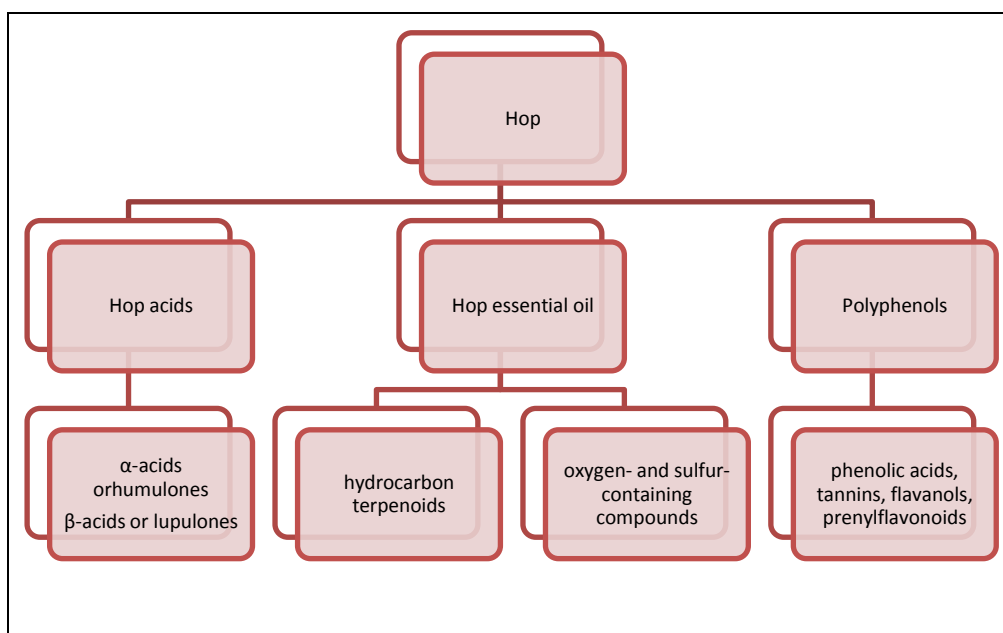 Hop
Hop acids
Hop essential oil
Polyphenols
α-acids
orhumulones
β-acids or lupulones
hydrocarbon
terpenoids
oxygen- and sulfur-
containing
compounds
phenolic acids,
tannins, flavanols,
prenylflavonoids